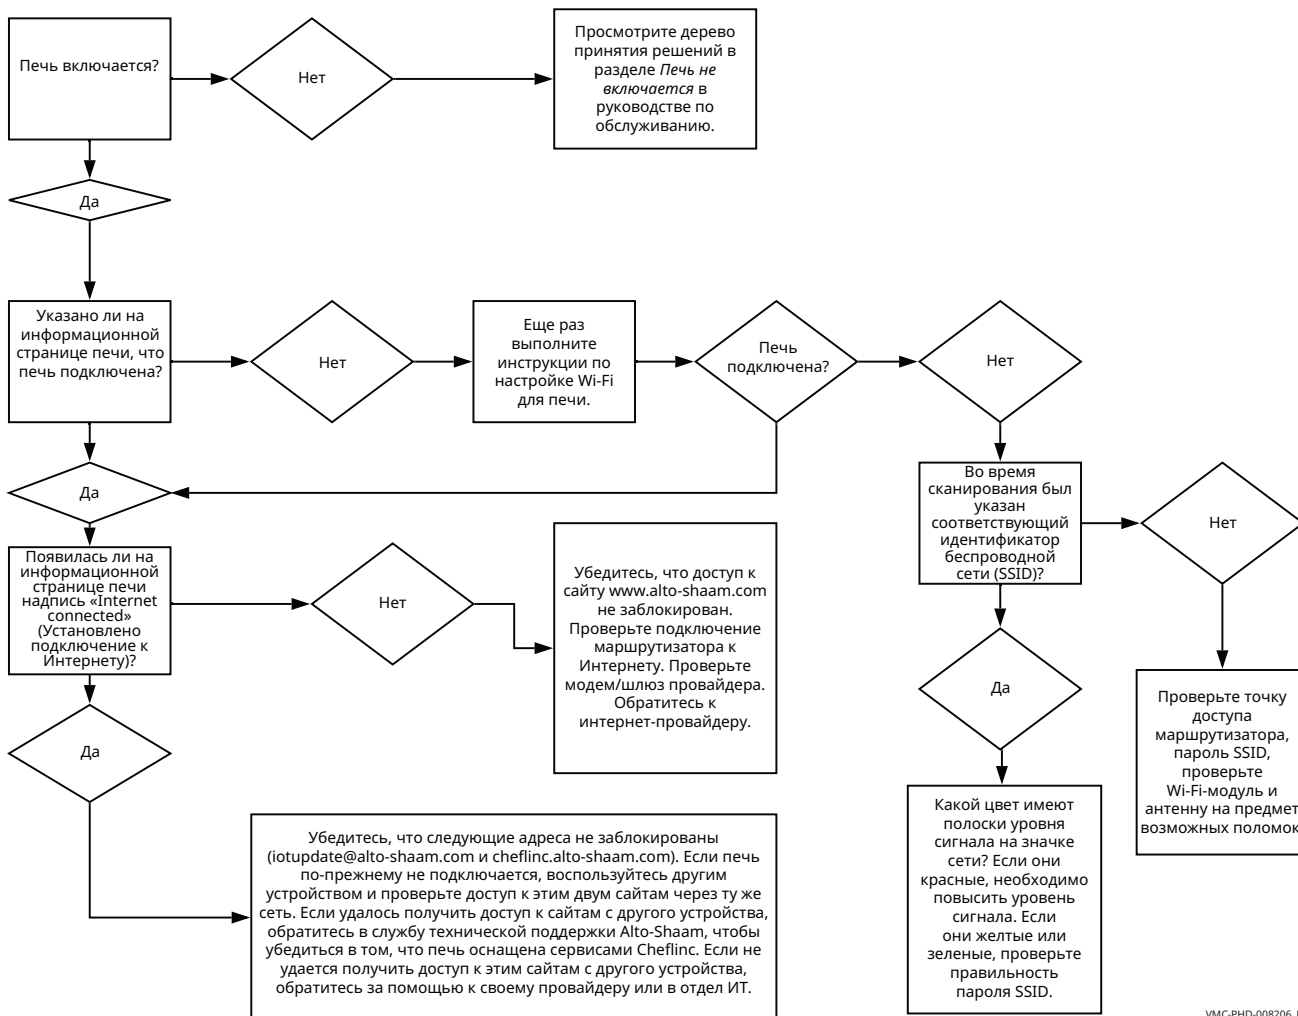 Печь включается?
Нет
Просмотрите дерево
принятия решений в
разделе Печь не
включается в
руководстве по
обслуживанию.
Да
Указано ли на
информационной
странице печи, что
печь подключена?
Нет
Еще раз
выполните
инструкции по
настройке Wi-Fi
для печи.
Печь
подключена?
Нет
Да
Во время
сканирования был
указан
соответствующий
идентификатор
беспроводной
сети (SSID)?
Нет
Появилась ли на
информационной
странице печи
надпись «Internet
connected»
(Установлено
подключение к
Интернету)?
Нет
Убедитесь, что доступ к
сайту www.alto-shaam.com
не заблокирован.
Проверьте подключение
маршрутизатора к
Интернету. Проверьте
модем/шлюз провайдера.
Обратитесь к
интернет-провайдеру.
Да
Проверьте точку
доступа
маршрутизатора,
пароль SSID,
проверьте
Wi-Fi-модуль и
антенну на предмет
возможных поломок
Да
Какой цвет имеют
полоски уровня
сигнала на значке
сети? Если они
красные, необходимо
повысить уровень
сигнала. Если
они желтые или
зеленые, проверьте
правильность
пароля SSID.
Убедитесь, что следующие адреса не заблокированы
(iotupdate@alto-shaam.com и cheflinc.alto-shaam.com). Если печь
по-прежнему не подключается, воспользуйтесь другим
устройством и проверьте доступ к этим двум сайтам через ту же
сеть. Если удалось получить доступ к сайтам с другого устройства,
обратитесь в службу технической поддержки Alto-Shaam, чтобы
убедиться в том, что печь оснащена сервисами Cheflinc. Если не
удается получить доступ к этим сайтам с другого устройства,
обратитесь за помощью к своему провайдеру или в отдел ИТ.
VMC-PHD-008206